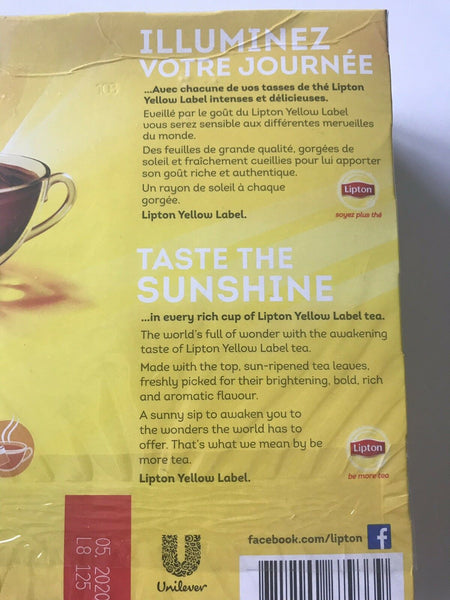 ILLUMINEZ
VOTRE JOURNÉE
...Avec chacune de vos tasses de thé Lipton
Yellow Label intenses et délicieuses.
Eveillé par le goût du Lipton Yellow Label
vous serez sensible aux différentes merveilles
du monde.
Des feuilles de grande qualité, gorgées de
soleil et fraîchement cueillies pour lui apporter
son goût riche et authentique.
Un rayon de soleil à chaque
gorgée.
Lipton Yellow Label.
Lipton
soyez plus thé
TASTE THE
SUNSHINE
...in every rich cup of Lipton Yellow Label tea.
The world's full of wonder with the awakening
taste of Lipton Yellow Label tea.
Made with the top, sun-ripened tea leaves,
freshly picked for their brightening, bold, rich
and aromatic flavour.
A sunny sip to awaken you to
the wonders the world has to
offer. That's what we mean by be
more tea.
Lipton Yellow Label.
Lipton
be more tea
05. 2020
L8 125
Unilever
facebook.com/lipton f